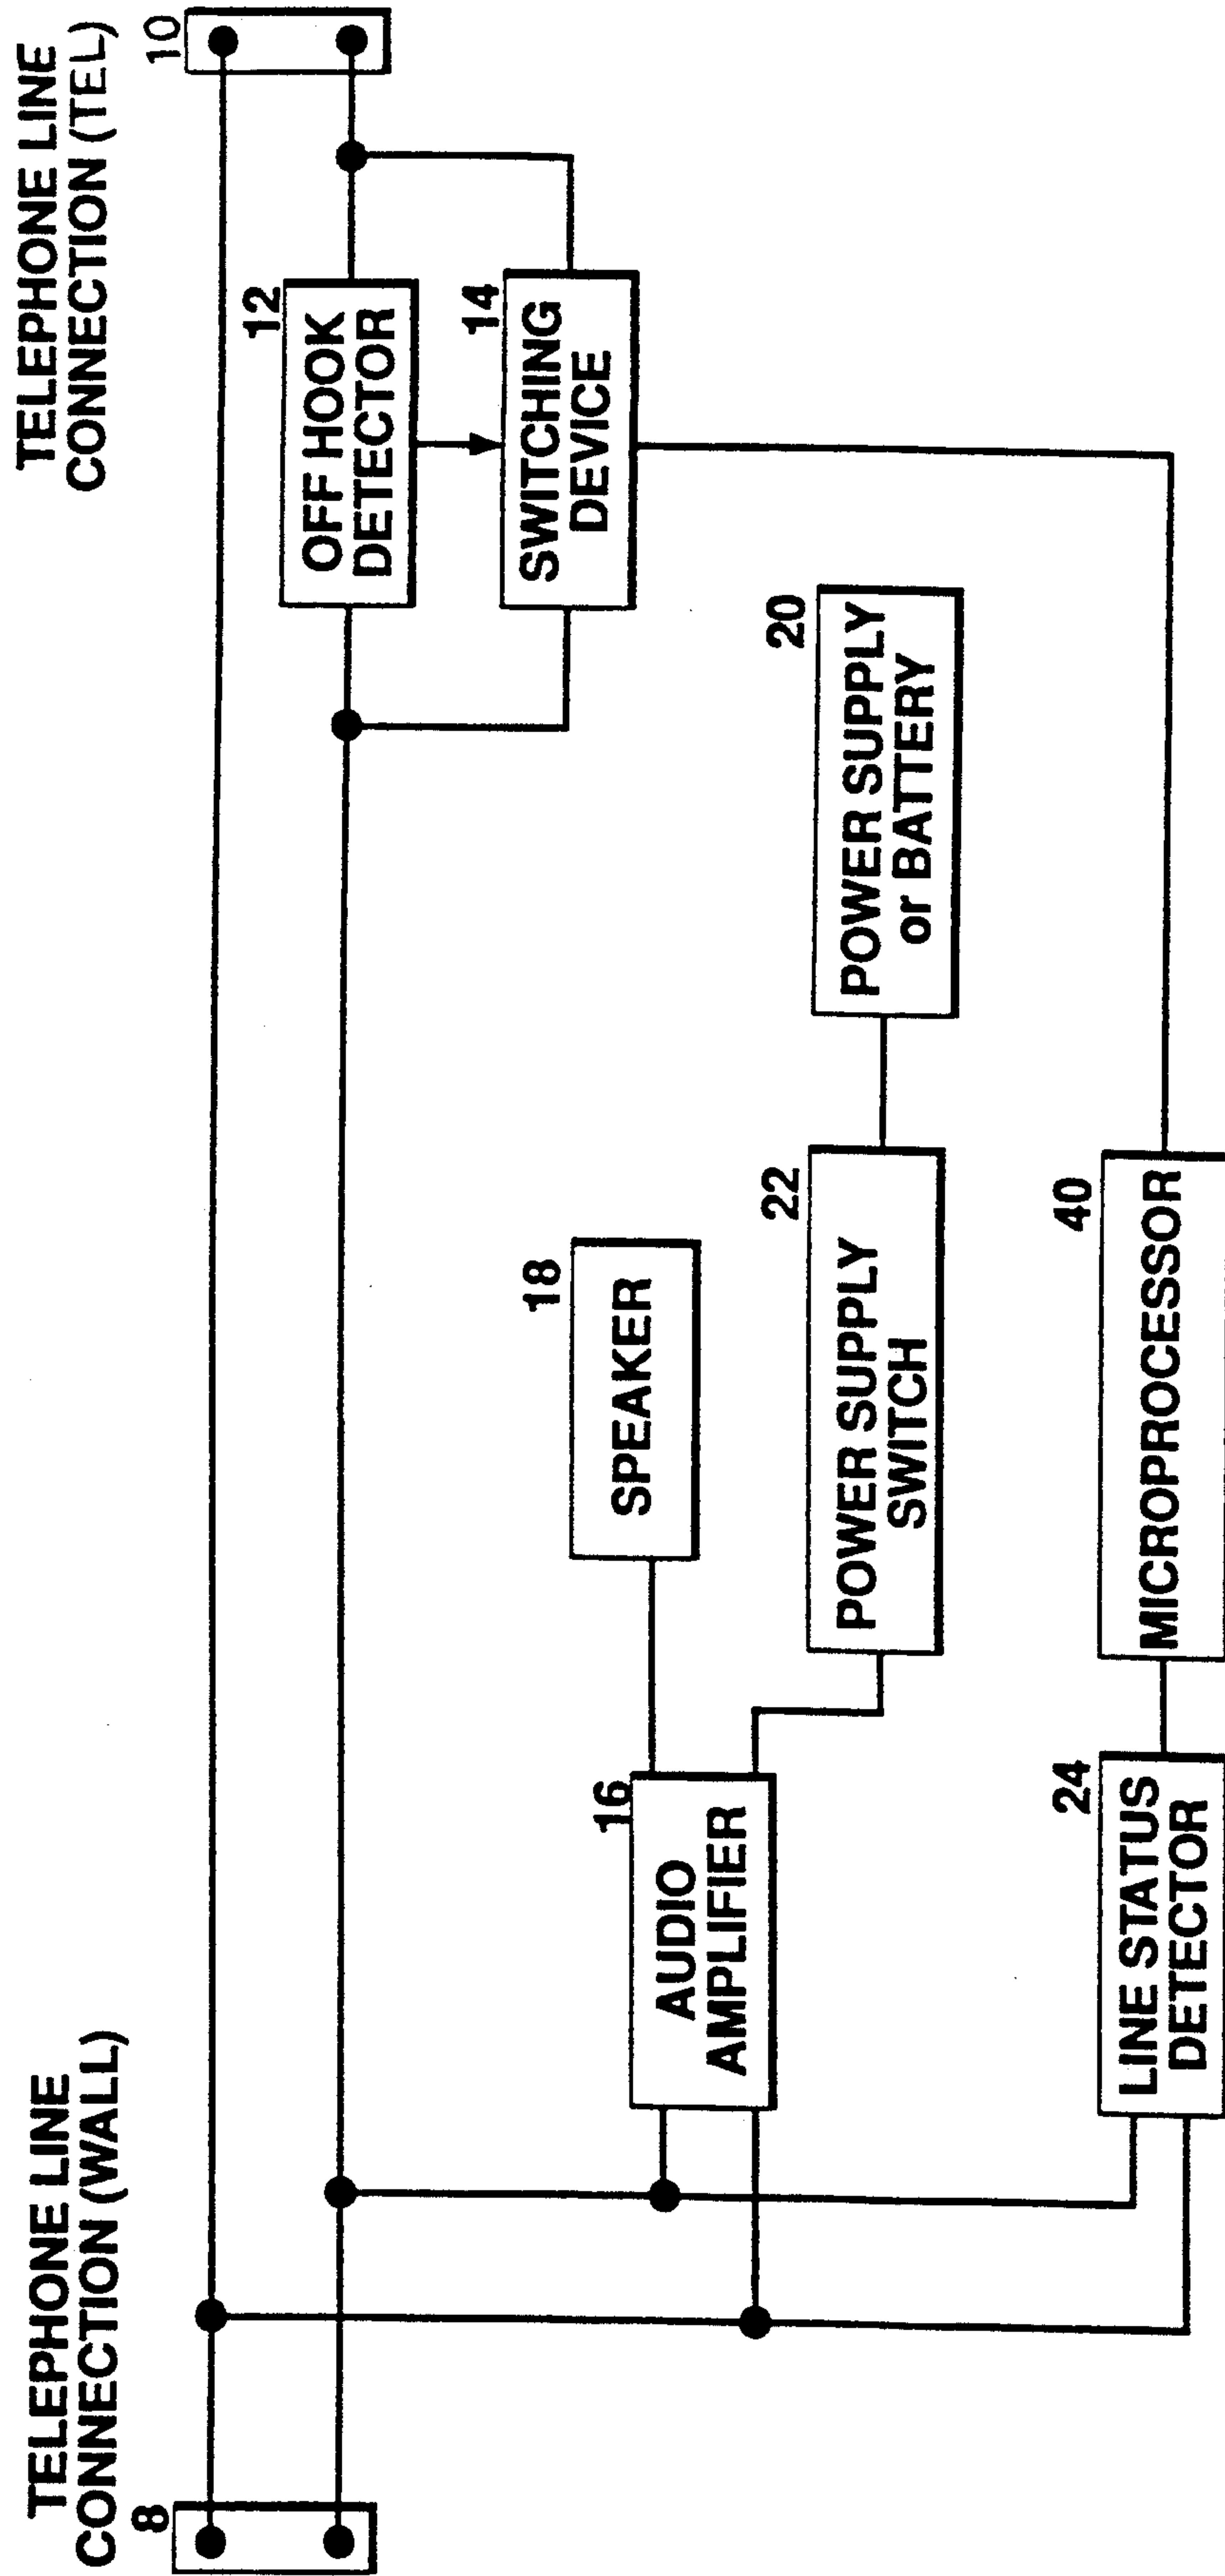 TELEPHONE LINE
CONNECTION (WALL)
8
TELEPHONE LINE
CONNECTION (TEL)
10
12
OFF HOOK
DETECTOR
14
SWITCHING
DEVICE
16
AUDIO
AMPLIFIER
18
SPEAKER
20
POWER SUPPLY
or BATTERY
22
POWER SUPPLY
SWITCH
24
LINE STATUS
DETECTOR
40
MICROPROCESSOR